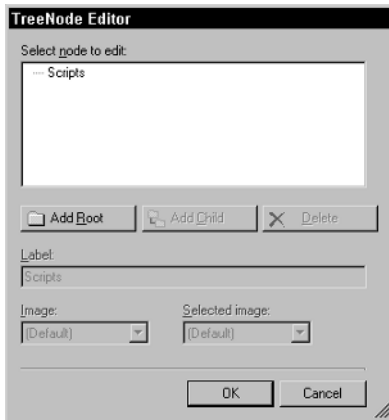 TreeNode Editor
Select node to edit:
Scripts
Add Root Add Child Delete
Label:
Scripts
Image: Selected image:
(Default) (Default)
OK Cancel